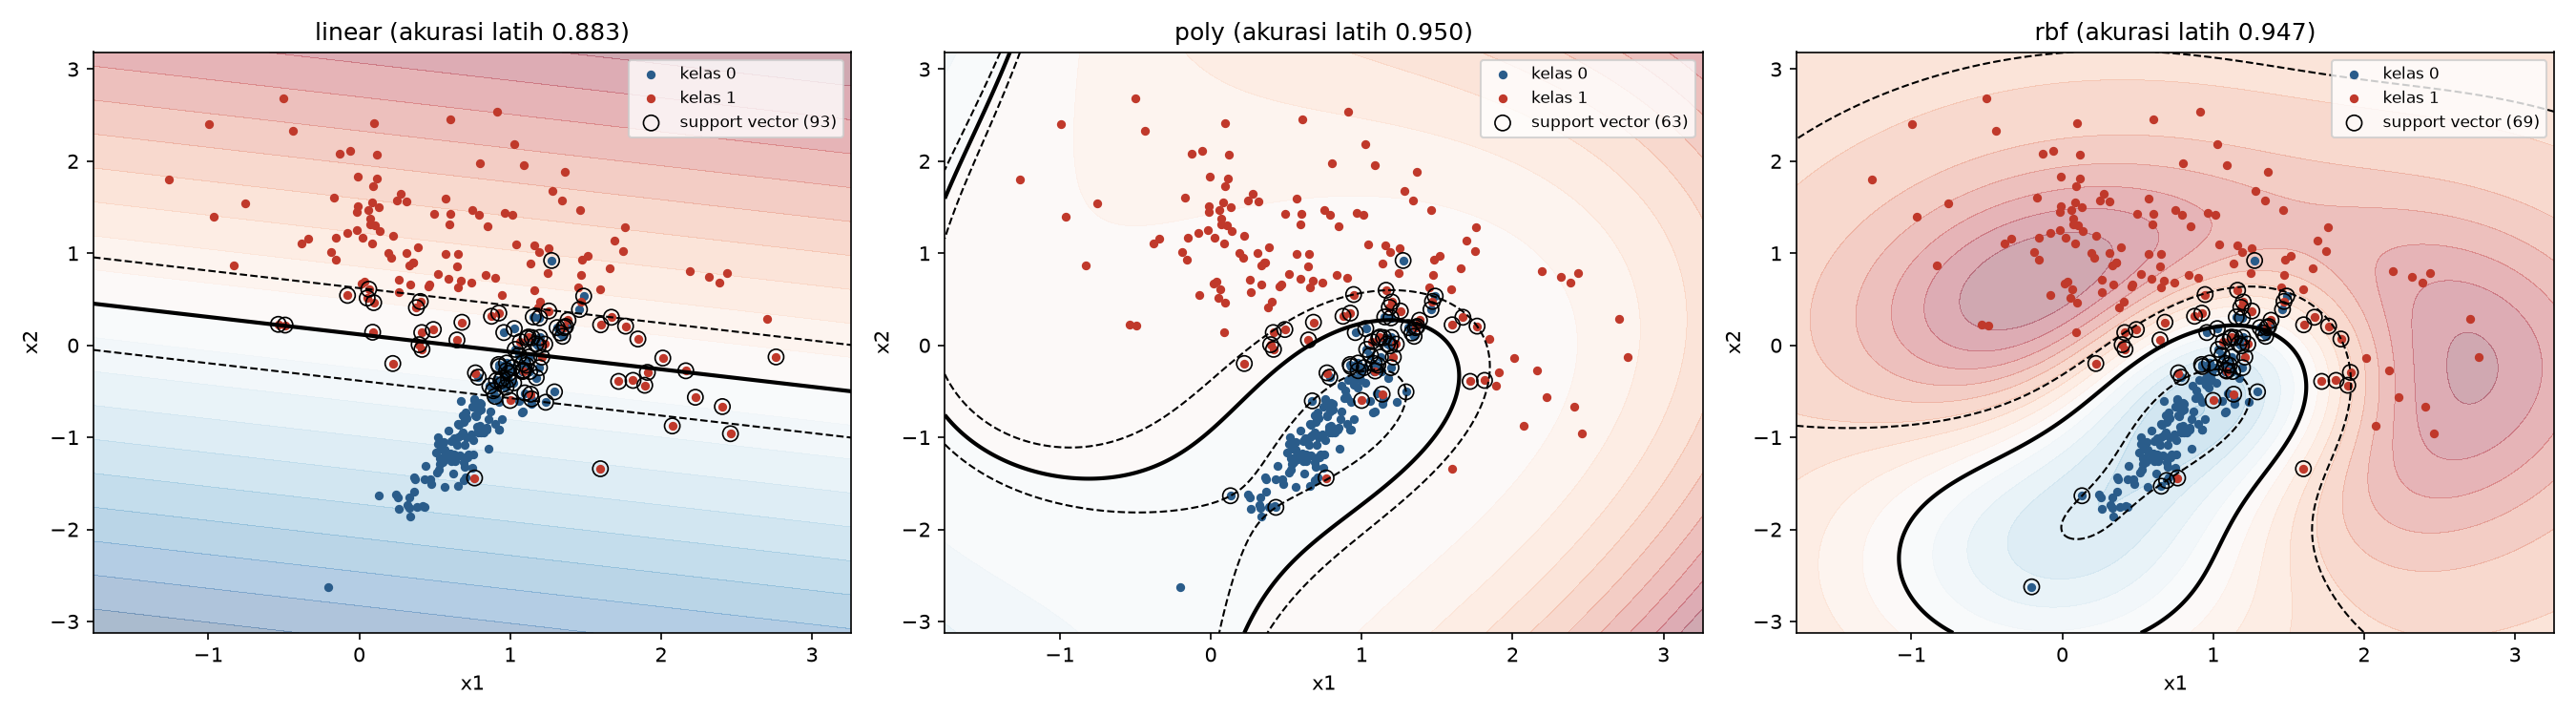 linear (akurasi latih 0.883)
kelas 0
kelas 1
support vector (93)
3
2
1
0
−1
−2
−3
x2
−1
0
1
2
3
x1
poly (akurasi latih 0.950)
kelas 0
kelas 1
support vector (63)
3
2
1
0
−1
−2
−3
x2
−1
0
1
2
3
x1
rbf (akurasi latih 0.947)
kelas 0
kelas 1
support vector (69)
3
2
1
0
−1
−2
−3
x2
−1
0
1
2
3
x1